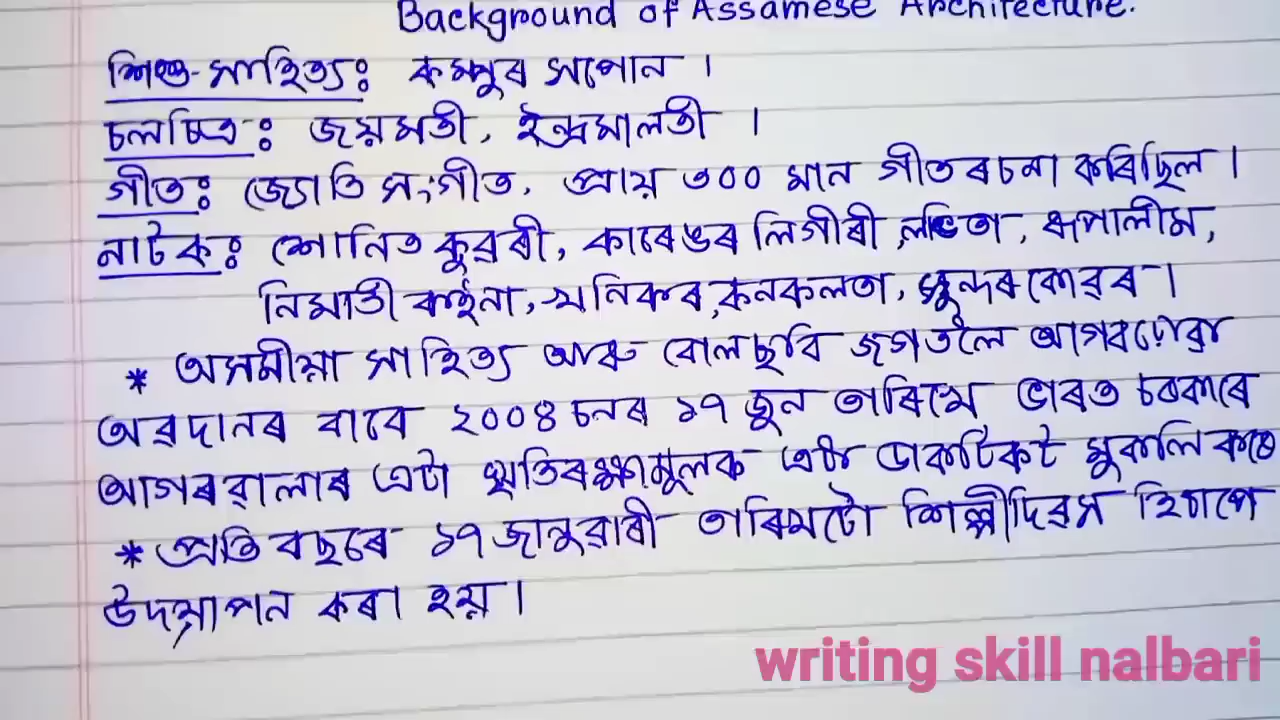 Background of Assamese Architecture.
শিশু-সাহিত্যঃ কম্পুৰ সপোন ।
চলচিত্ৰঃ জয়মতী, ইন্দ্ৰমালতী ।
গীতঃ জ্যোতি সংগীত, প্ৰায় ৩০০ মান গীত ৰচনা কৰিছিল ।
নাটকঃ শোনিত কুৱৰী, কাৰেঙৰ লিগীৰী, লভিতা, ৰূপালীম,
নিমাতী কইনা, খনিকৰ, কনকলতা, সুন্দৰ কোৱৰ ।
* অসমীয়া সাহিত্য আৰু বোলছবি জগতলৈ আগবঢ়োৱা
অৱদানৰ বাবে ২০০৪ চনৰ ১৭ জুন তাৰিখে ভাৰত চৰকাৰে
আগৰৱালাৰ এটা স্মৃতিৰক্ষামূলক ডাকটিকট মুকলি কৰে
* প্ৰতি বছৰে ১৭ জানুৱাৰী তাৰিখটো শিল্পীদিৱস হিচাপে
উদযাপন কৰা হয় ।
writing skill nalbari